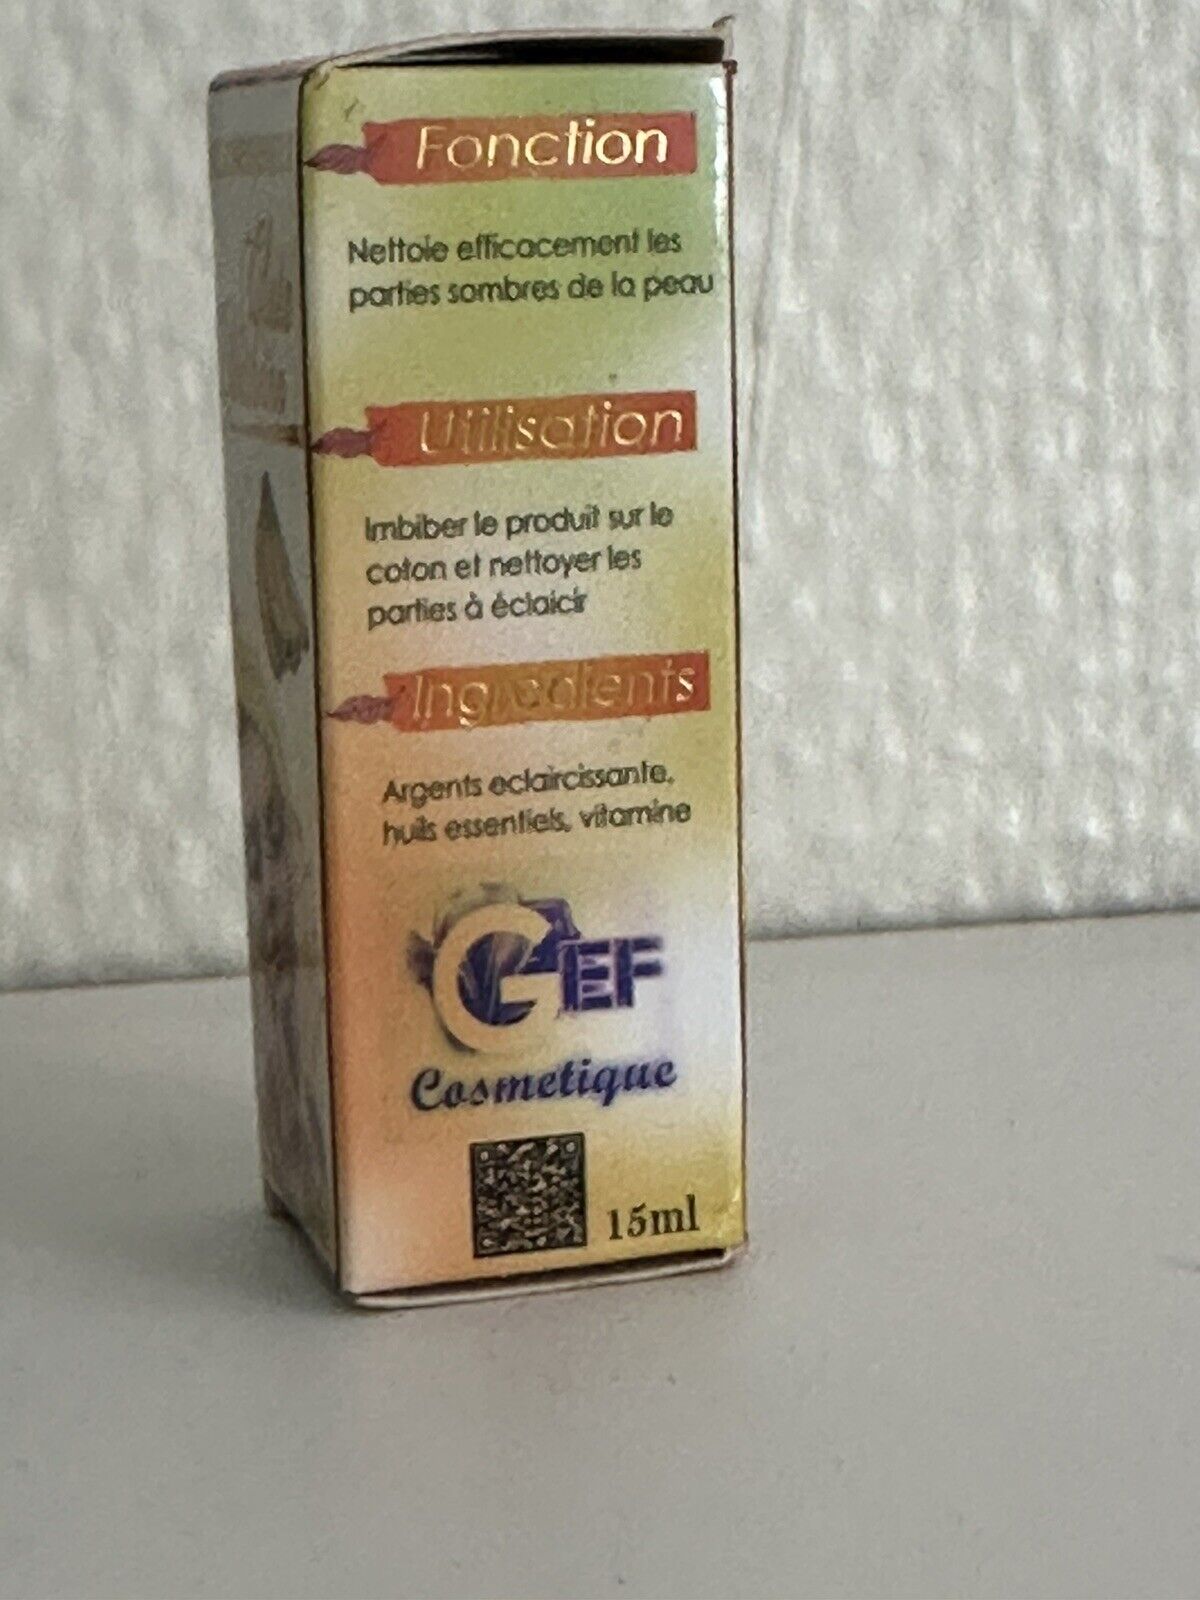 Fonction
Nettoie efficacement les
parties sombres de la peau
Utilisation
Imbiber le produit sur le
coton et nettoyer les
parties à éclaicir
Ingredients
Argents eclaircissante,
huils essentiels, vitamine
GEF
Cosmetique
15ml